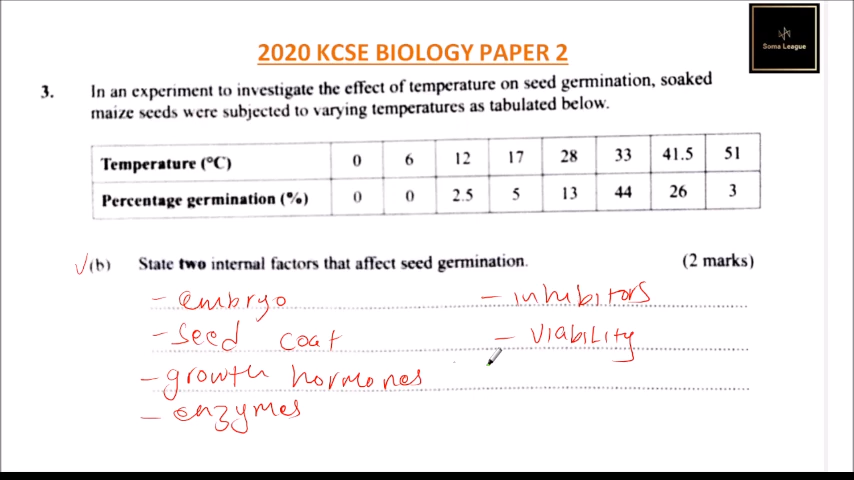 Soma League
2020 KCSE BIOLOGY PAPER 2
3. In an experiment to investigate the effect of temperature on seed germination, soaked
maize seeds were subjected to varying temperatures as tabulated below.
Temperature (°C) 0 6 12 17 28 33 41.5 51
Percentage germination (%) 0 0 2.5 5 13 44 26 3
(b) State two internal factors that affect seed germination. (2 marks)
- embryo - inhibitors
- seed coat - viability
- growth hormones
- enzymes